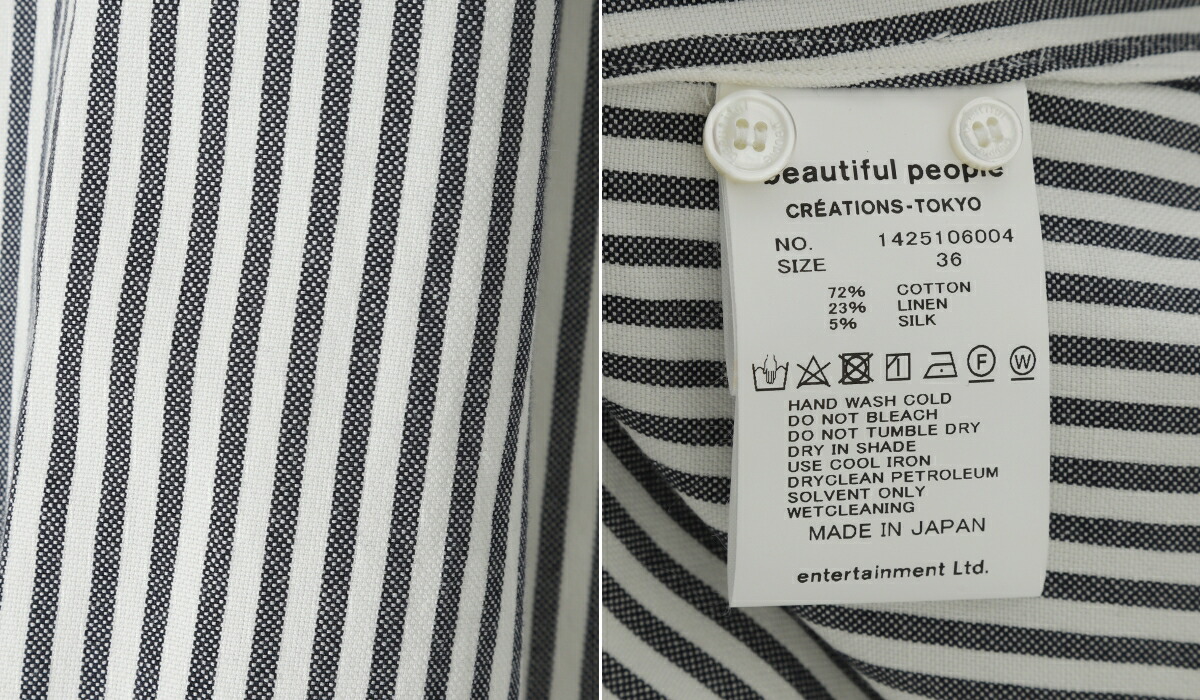 beautiful people
CRÉATIONS-TOKYO
NO. 1425106004
SIZE 36
72% COTTON
23% LINEN
5% SILK
F W
HAND WASH COLD
DO NOT BLEACH
DO NOT TUMBLE DRY
DRY IN SHADE
USE COOL IRON
DRYCLEAN PETROLEUM
SOLVENT ONLY
WETCLEANING
MADE IN JAPAN
entertainment Ltd.